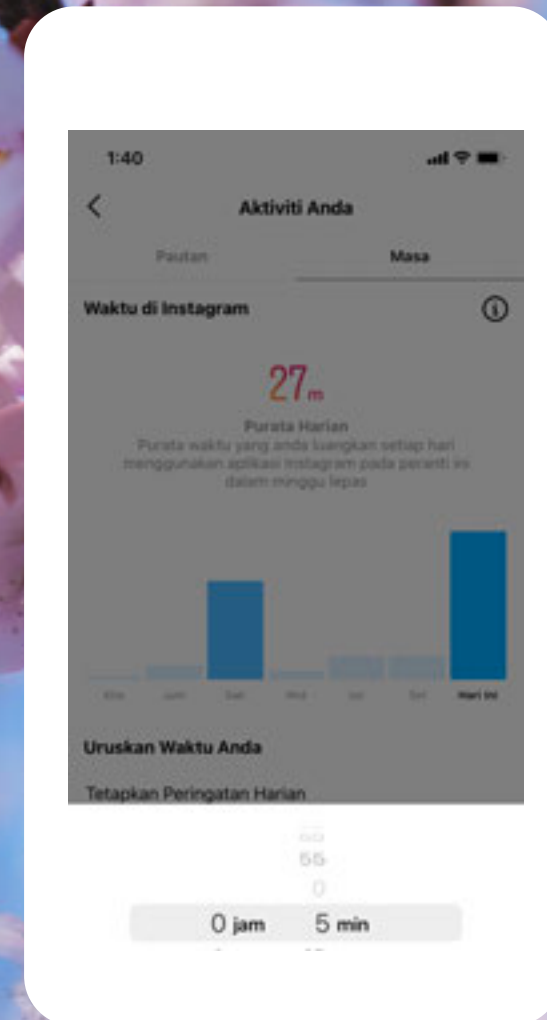 1:40
Aktiviti Anda
Pautan Masa
Waktu di Instagram
27m
Purata Harian
Purata waktu yang anda luangkan setiap hari
menggunakan aplikasi Instagram pada peranti ini
dalam minggu lepas
Hari Ini
Uruskan Waktu Anda
Tetapkan Peringatan Harian
55
0
0 jam 5 min